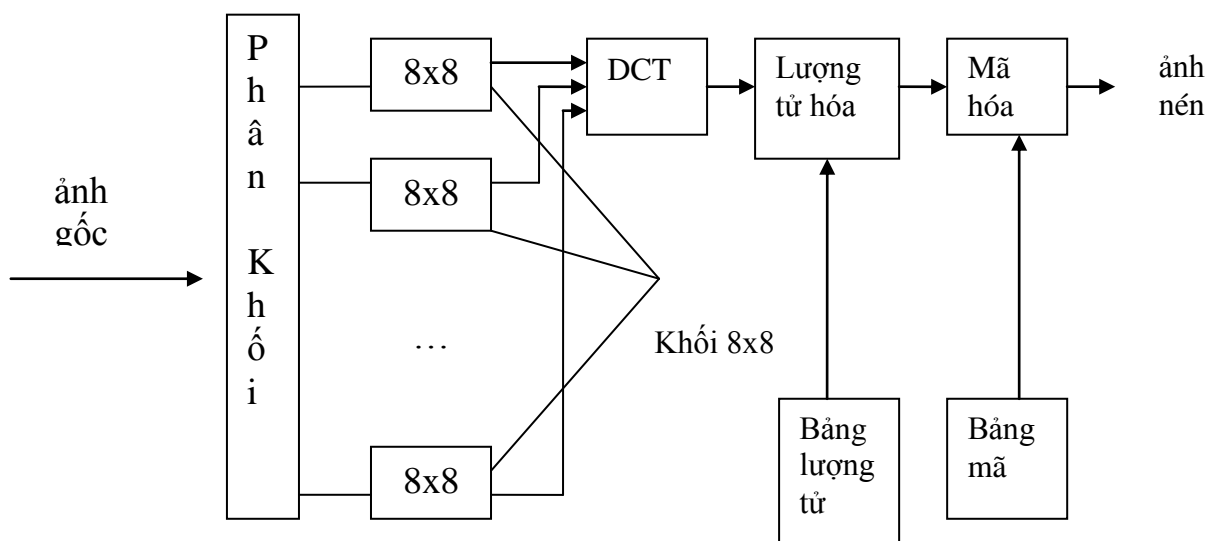 ảnh
gốc
P
h
â
n
K
h
ố
i
8x8
8x8
…
8x8
Khối 8x8
DCT
Lượng
tử hóa
Mã
hóa
ảnh
nén
Bảng
lượng
tử
Bảng
mã